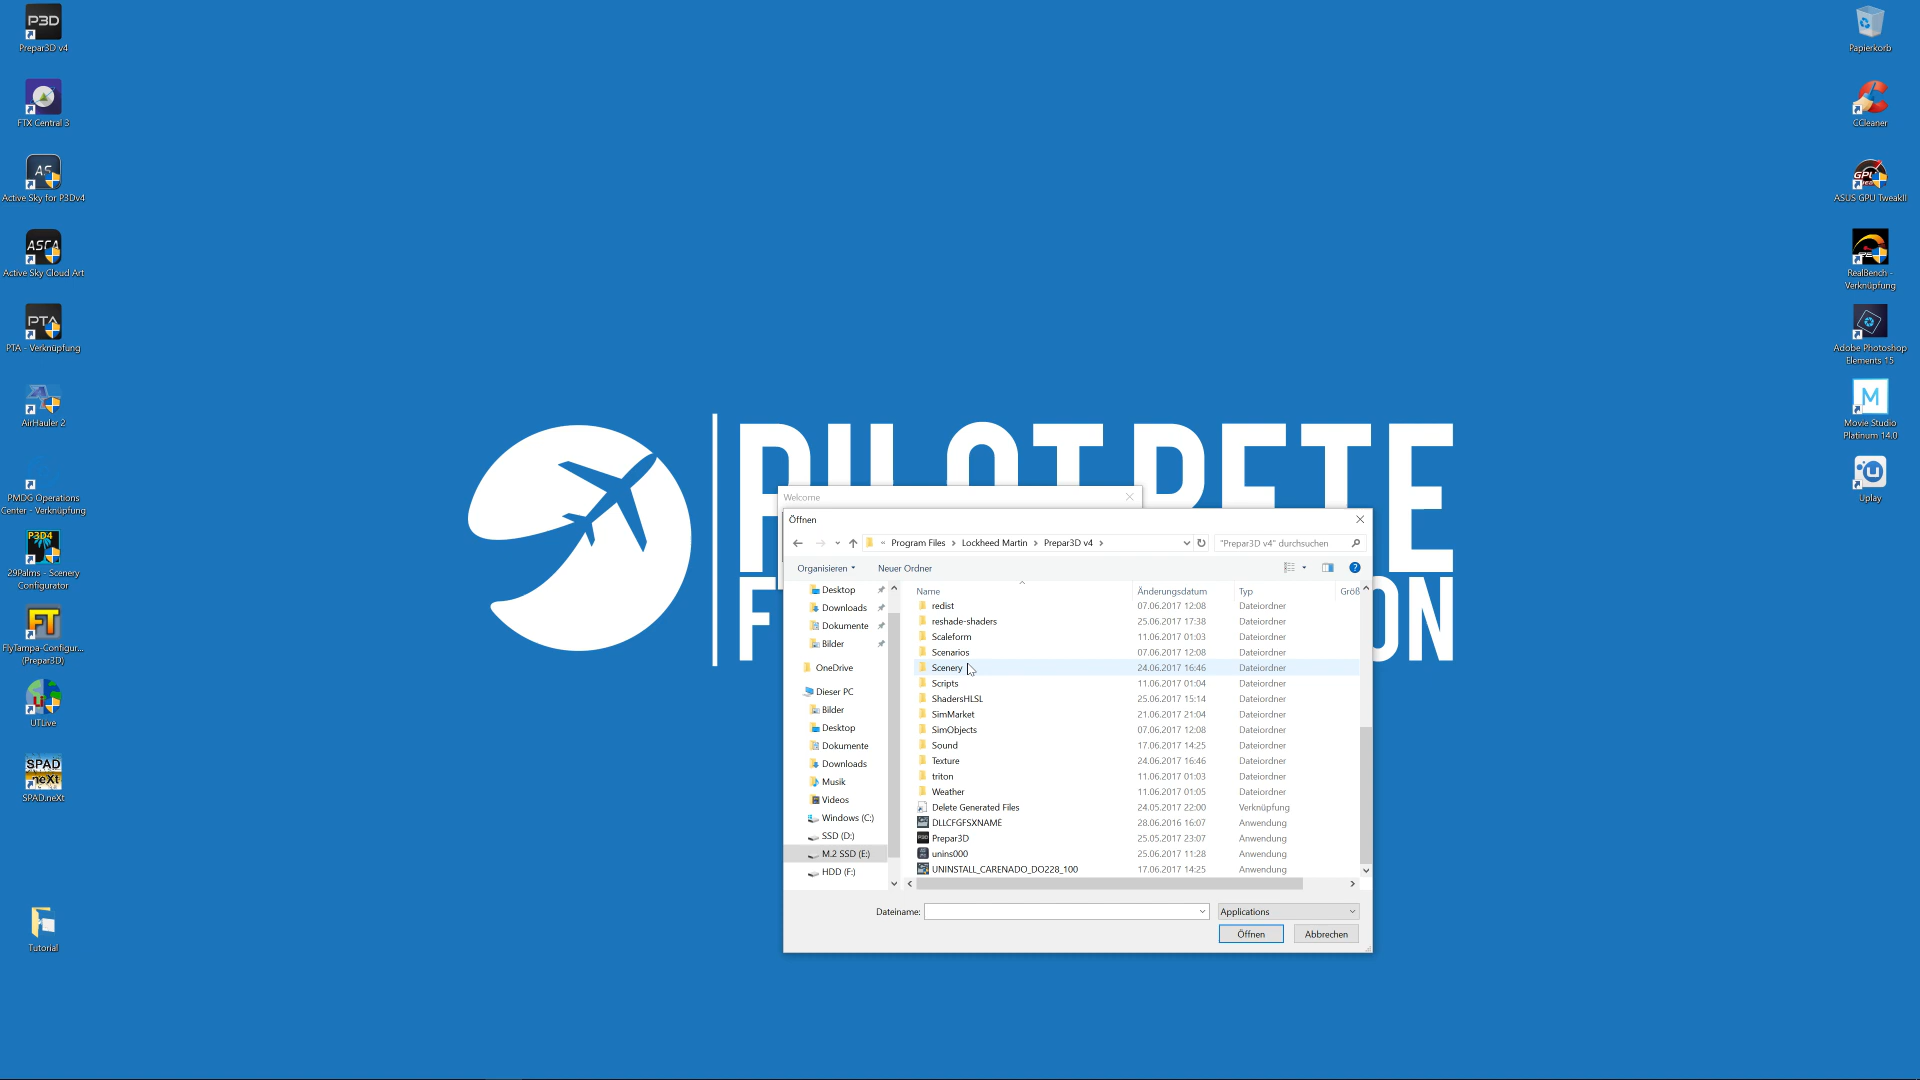 P3D
Prepar3D v4
FTX Central 3
AS
Active Sky for P3Dv4
ASCA
Active Sky Cloud Art
PTA
PTA - Verknüpfung
AirHauler 2
PMDG Operations
Center - Verknüpfung
P3D4
29Palms - Scenery
Configurator
FT
FlyTampa-Configur...
(Prepar3D)
UTLive
SPAD
neXt
SPAD.neXt
Tutorial
Papierkorb
CCleaner
GPU
ASUS GPU TweakII
RealBench -
Verknüpfung
Adobe Photoshop
Elements 15
M
Movie Studio
Platinum 14.0
Uplay
PILOT PETE
Welcome
Öffnen
« Program Files > Lockheed Martin > Prepar3D v4 >
"Prepar3D v4" durchsuchen
Organisieren
Neuer Ordner
Desktop
Downloads
Dokumente
Bilder
OneDrive
Dieser PC
Bilder
Desktop
Dokumente
Downloads
Musik
Videos
Windows (C:)
SSD (D:)
M.2 SSD (E:)
HDD (F:)
Name Änderungsdatum Typ Größ
redist 07.06.2017 12:08 Dateiordner
reshade-shaders 25.06.2017 17:38 Dateiordner
Scaleform 11.06.2017 01:03 Dateiordner
Scenarios 07.06.2017 12:08 Dateiordner
Scenery 24.06.2017 16:46 Dateiordner
Scripts 11.06.2017 01:04 Dateiordner
ShadersHLSL 25.06.2017 15:14 Dateiordner
SimMarket 21.06.2017 21:04 Dateiordner
SimObjects 07.06.2017 12:08 Dateiordner
Sound 17.06.2017 14:25 Dateiordner
Texture 24.06.2017 16:46 Dateiordner
triton 11.06.2017 01:03 Dateiordner
Weather 11.06.2017 01:05 Dateiordner
Delete Generated Files 24.05.2017 22:00 Verknüpfung
DLLCFGFSXNAME 28.06.2016 16:07 Anwendung
Prepar3D 25.05.2017 23:07 Anwendung
unins000 25.06.2017 11:28 Anwendung
UNINSTALL_CARENADO_DO228_100 17.06.2017 14:25 Anwendung
Dateiname:
Applications
Öffnen
Abbrechen